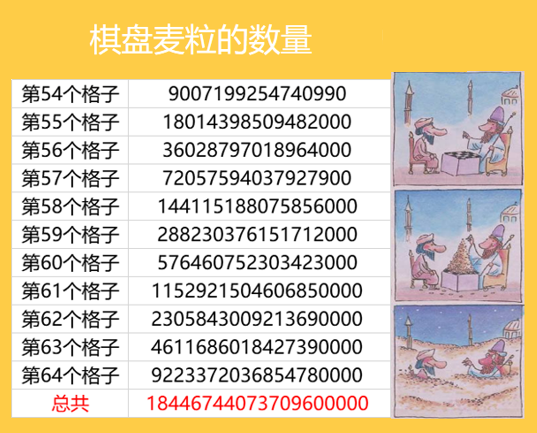 棋盘麦粒的数量
第54个格子 9007199254740990
第55个格子 18014398509482000
第56个格子 36028797018964000
第57个格子 72057594037927900
第58个格子 144115188075856000
第59个格子 288230376151712000
第60个格子 576460752303423000
第61个格子 1152921504606850000
第62个格子 2305843009213690000
第63个格子 4611686018427390000
第64个格子 9223372036854780000
总共 18446744073709600000